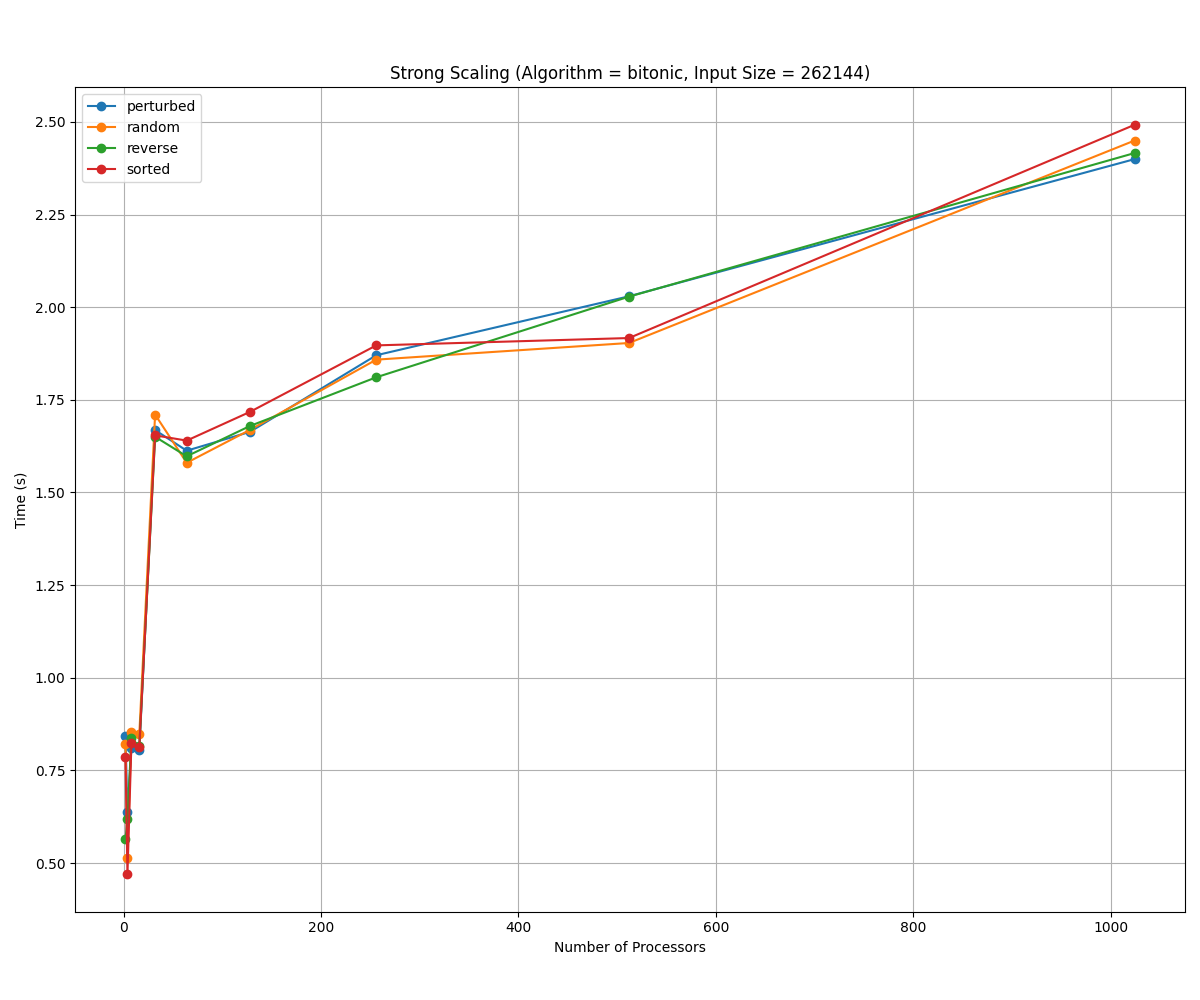 Strong Scaling (Algorithm = bitonic, Input Size = 262144)
perturbed
random
reverse
sorted
2.50
2.25
2.00
1.75
1.50
1.25
1.00
0.75
0.50
Time (s)
0 200 400 600 800 1000
Number of Processors